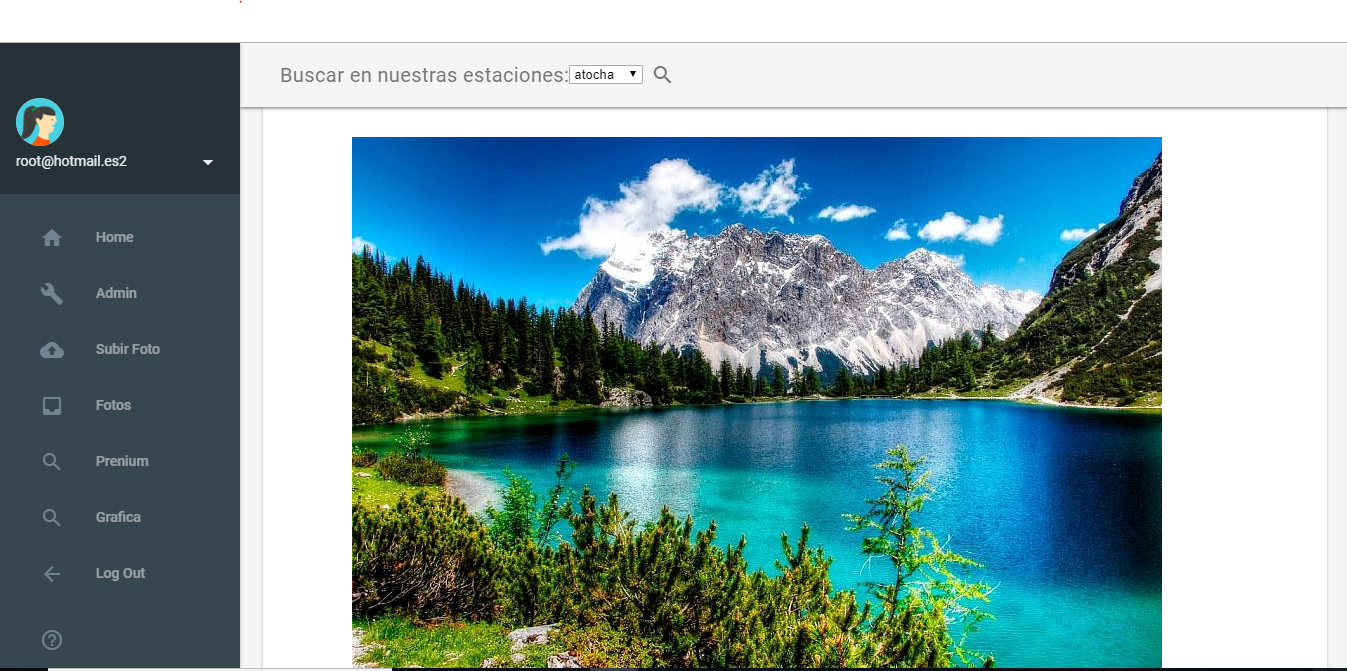 Buscar en nuestras estaciones: atocha
root@hotmail.es2
Home
Admin
Subir Foto
Fotos
Prenium
Grafica
Log Out